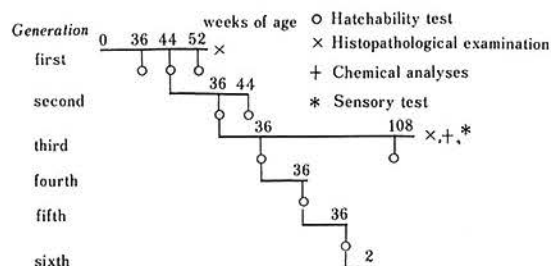 weeks of age
○ Hatchability test
Generation
0 36 44 52 ×
× Histopathological examination
first
+ Chemical analyses
36 44
second
* Sensory test
36 108 ×,+,*
third
36
fourth
36
fifth
2
sixth